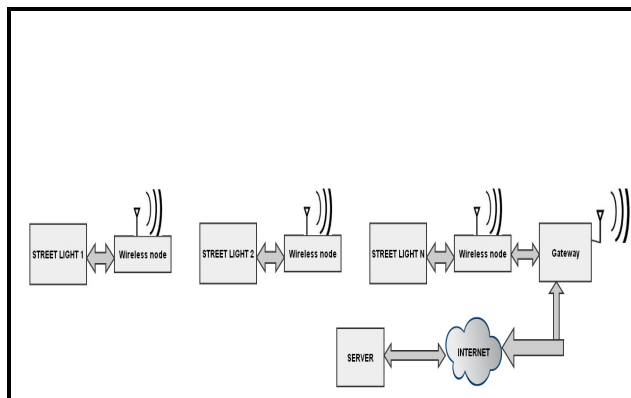 STREET LIGHT 1
Wireless node
STREET LIGHT 2
Wireless node
STREET LIGHT N
Wireless node
Gateway
SERVER
INTERNET